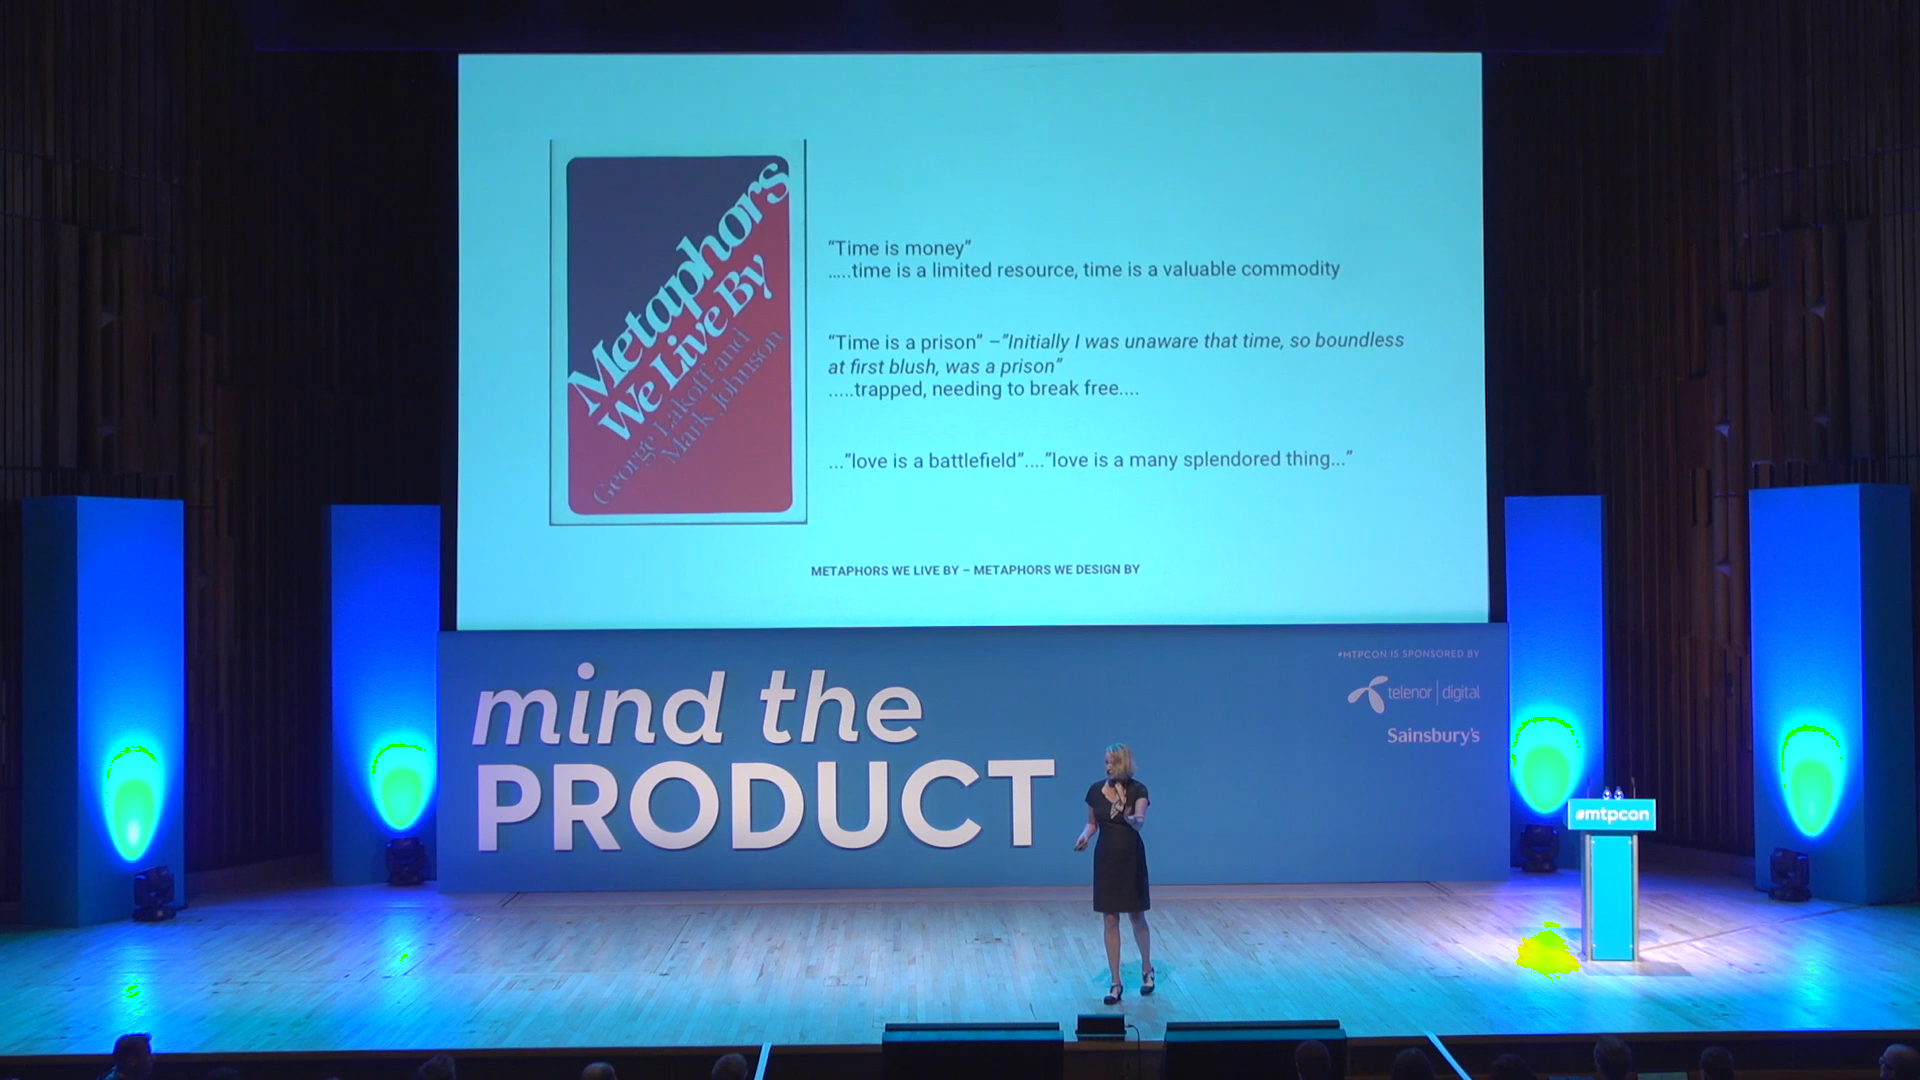 Metaphors
We Live By
George Lakoff and
Mark Johnson
“Time is money”
.....time is a limited resource, time is a valuable commodity
“Time is a prison” –“Initially I was unaware that time, so boundless
at first blush, was a prison”
.....trapped, needing to break free....
...”love is a battlefield”....”love is a many splendored thing...”
METAPHORS WE LIVE BY – METAPHORS WE DESIGN BY
mind the
PRODUCT
#MTPCON IS SPONSORED BY
telenor | digital
Sainsbury's
#mtpcon